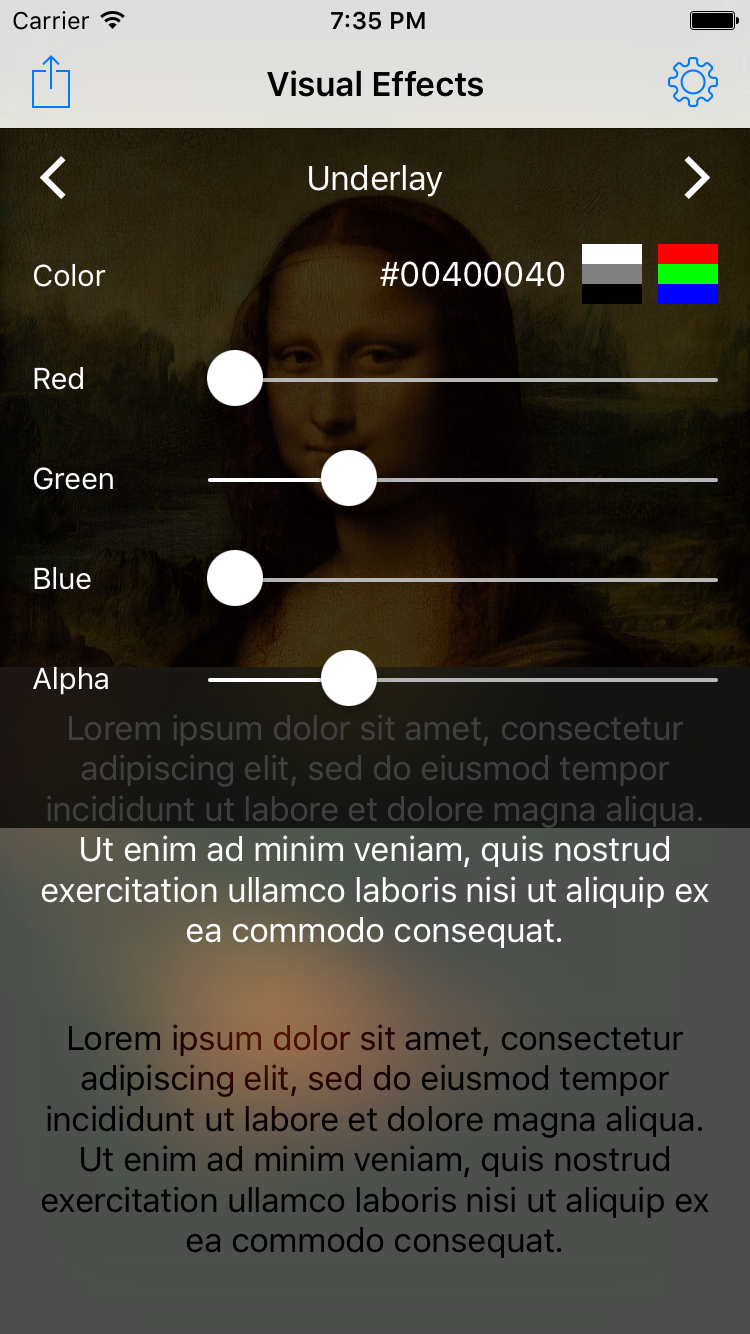 Carrier 7:35 PM
Visual Effects
Underlay
Color #00400040
Red
Green
Blue
Alpha
Lorem ipsum dolor sit amet, consectetur
adipiscing elit, sed do eiusmod tempor
incididunt ut labore et dolore magna aliqua.
Ut enim ad minim veniam, quis nostrud
exercitation ullamco laboris nisi ut aliquip ex
ea commodo consequat.
Lorem ipsum dolor sit amet, consectetur
adipiscing elit, sed do eiusmod tempor
incididunt ut labore et dolore magna aliqua.
Ut enim ad minim veniam, quis nostrud
exercitation ullamco laboris nisi ut aliquip ex
ea commodo consequat.